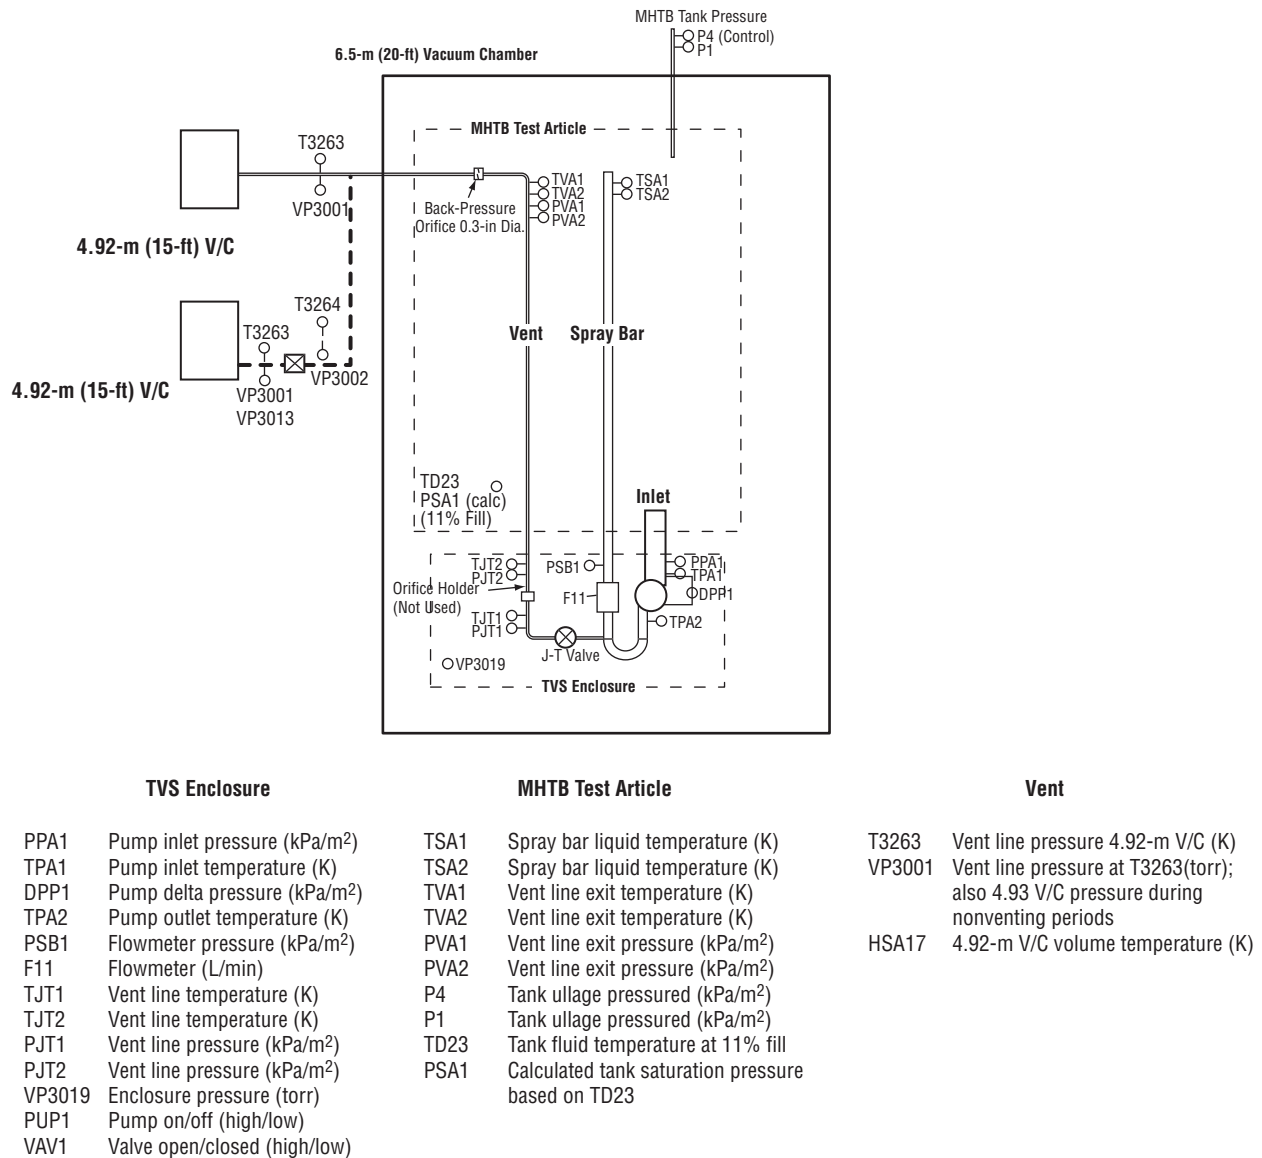 MHTB Tank Pressure
P4 (Control)
P1
6.5-m (20-ft) Vacuum Chamber
MHTB Test Article
T3263
VP3001
4.92-m (15-ft) V/C
TVA1
TVA2
PVA1
PVA2
TSA1
TSA2
Back-Pressure
Orifice 0.3-in Dia.
T3264
T3263
VP3002
VP3001
VP3013
4.92-m (15-ft) V/C
Vent
Spray Bar
TD23
PSA1 (calc)
(11% Fill)
Inlet
TJT2
PJT2
PSB1
PPA1
TPA1
Orifice Holder
(Not Used)
F11
DPP1
TJT1
PJT1
TPA2
J-T Valve
VP3019
TVS Enclosure
TVS Enclosure
PPA1 Pump inlet pressure (kPa/m²)
TPA1 Pump inlet temperature (K)
DPP1 Pump delta pressure (kPa/m²)
TPA2 Pump outlet temperature (K)
PSB1 Flowmeter pressure (kPa/m²)
F11 Flowmeter (L/min)
TJT1 Vent line temperature (K)
TJT2 Vent line temperature (K)
PJT1 Vent line pressure (kPa/m²)
PJT2 Vent line pressure (kPa/m²)
VP3019 Enclosure pressure (torr)
PUP1 Pump on/off (high/low)
VAV1 Valve open/closed (high/low)
MHTB Test Article
TSA1 Spray bar liquid temperature (K)
TSA2 Spray bar liquid temperature (K)
TVA1 Vent line exit temperature (K)
TVA2 Vent line exit temperature (K)
PVA1 Vent line exit pressure (kPa/m²)
PVA2 Vent line exit pressure (kPa/m²)
P4 Tank ullage pressured (kPa/m²)
P1 Tank ullage pressured (kPa/m²)
TD23 Tank fluid temperature at 11% fill
PSA1 Calculated tank saturation pressure
based on TD23
Vent
T3263 Vent line pressure 4.92-m V/C (K)
VP3001 Vent line pressure at T3263(torr);
also 4.93 V/C pressure during
nonventing periods
HSA17 4.92-m V/C volume temperature (K)